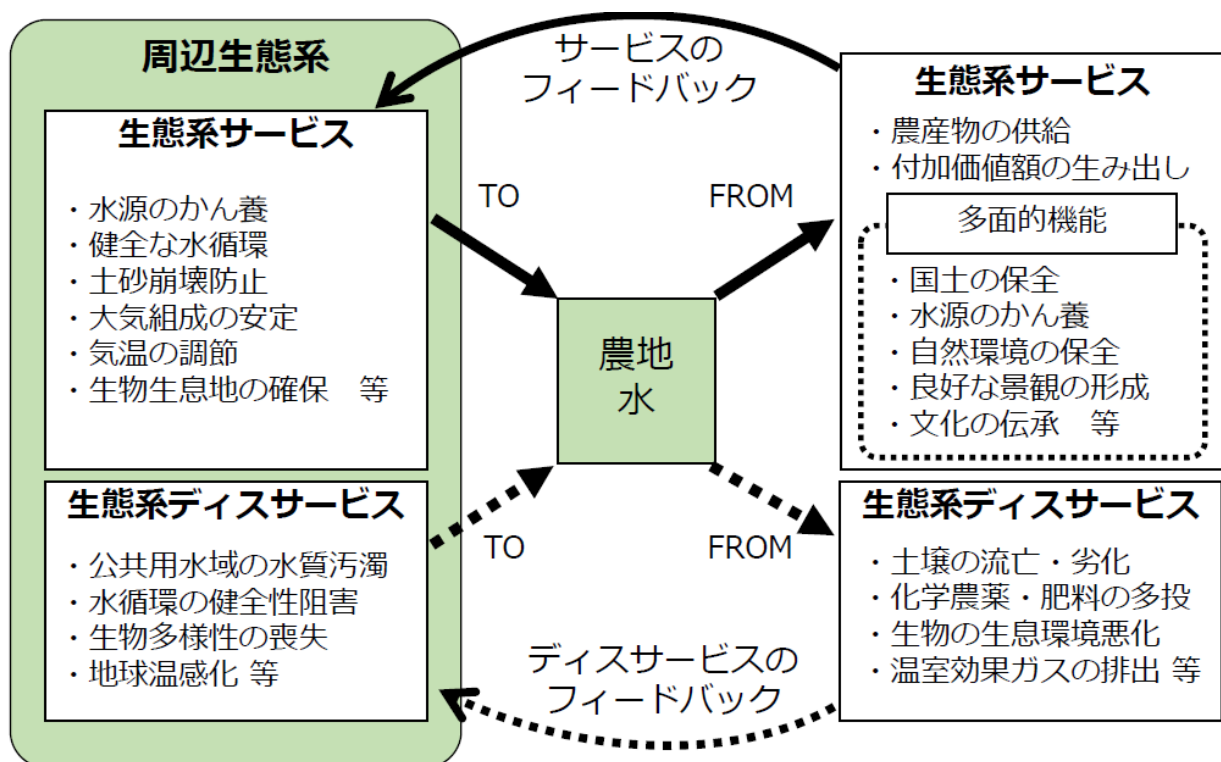 周辺生態系
生態系サービス
・水源のかん養
・健全な水循環
・土砂崩壊防止
・大気組成の安定
・気温の調節
・生物生息地の確保　等
生態系ディスサービス
・公共用水域の水質汚濁
・水循環の健全性阻害
・生物多様性の喪失
・地球温感化 等
サービスの
フィードバック
TO
FROM
農地
水
TO
FROM
ディスサービスの
フィードバック
生態系サービス
・農産物の供給
・付加価値額の生み出し
多面的機能
・国土の保全
・水源のかん養
・自然環境の保全
・良好な景観の形成
・文化の伝承　等
生態系ディスサービス
・土壌の流亡・劣化
・化学農薬・肥料の多投
・生物の生息環境悪化
・温室効果ガスの排出 等